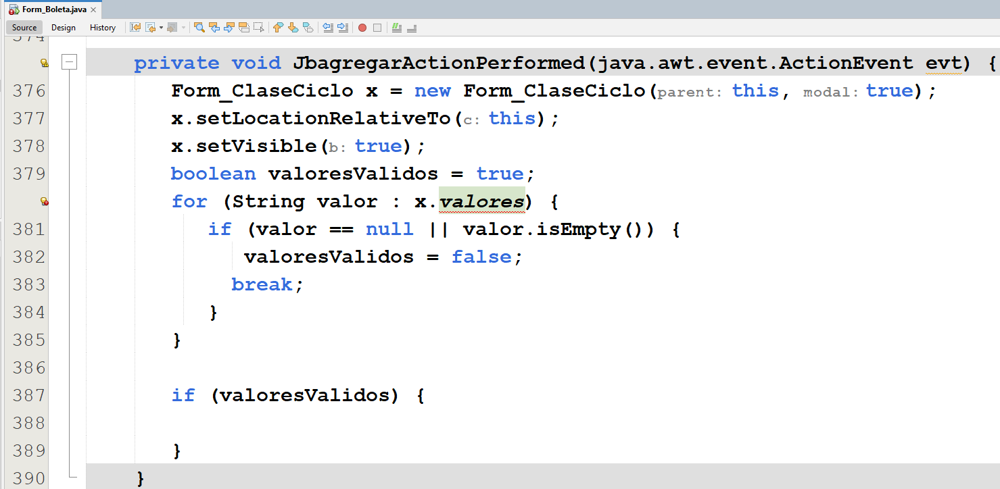 Form_Boleta.java
Source Design History
374
private void JbagregarActionPerformed(java.awt.event.ActionEvent evt) {
376 Form_ClaseCiclo x = new Form_ClaseCiclo(parent: this, modal: true);
377 x.setLocationRelativeTo(c: this);
378 x.setVisible(b: true);
379 boolean valoresValidos = true;
for (String valor : x.valores) {
381 if (valor == null || valor.isEmpty()) {
382 valoresValidos = false;
383 break;
384 }
385 }
386
387 if (valoresValidos) {
388
389 }
390 }